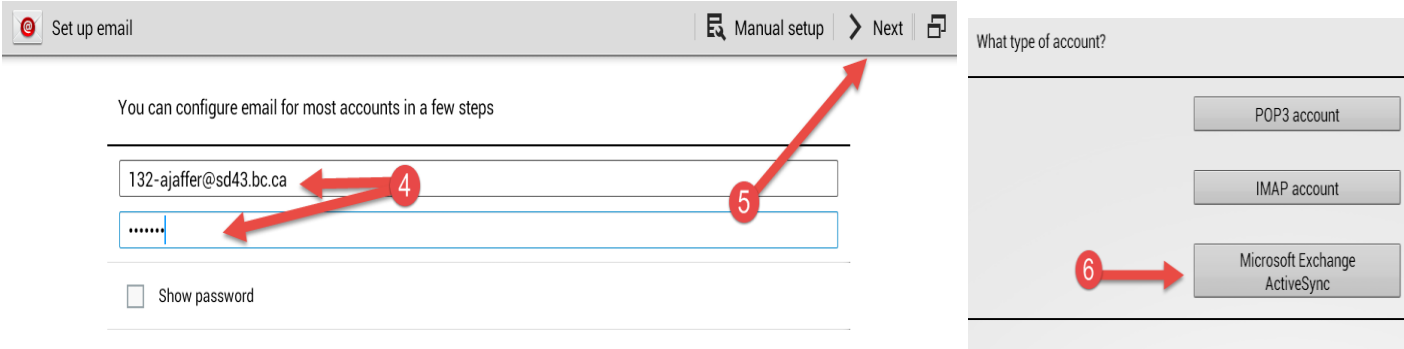 Set up email
Manual setup
Next
You can configure email for most accounts in a few steps
132-ajaffer@sd43.bc.ca
4
•••••••
5
Show password
What type of account?
POP3 account
IMAP account
6
Microsoft Exchange
ActiveSync